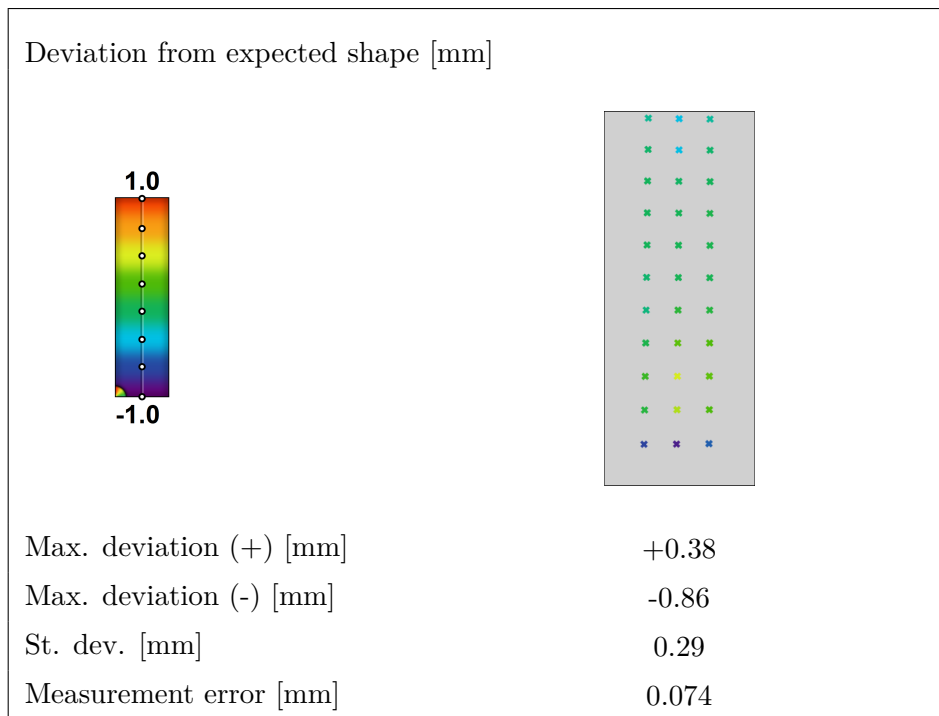 Deviation from expected shape [mm]
1.0
-1.0
Max. deviation (+) [mm] +0.38
Max. deviation (-) [mm] -0.86
St. dev. [mm] 0.29
Measurement error [mm] 0.074